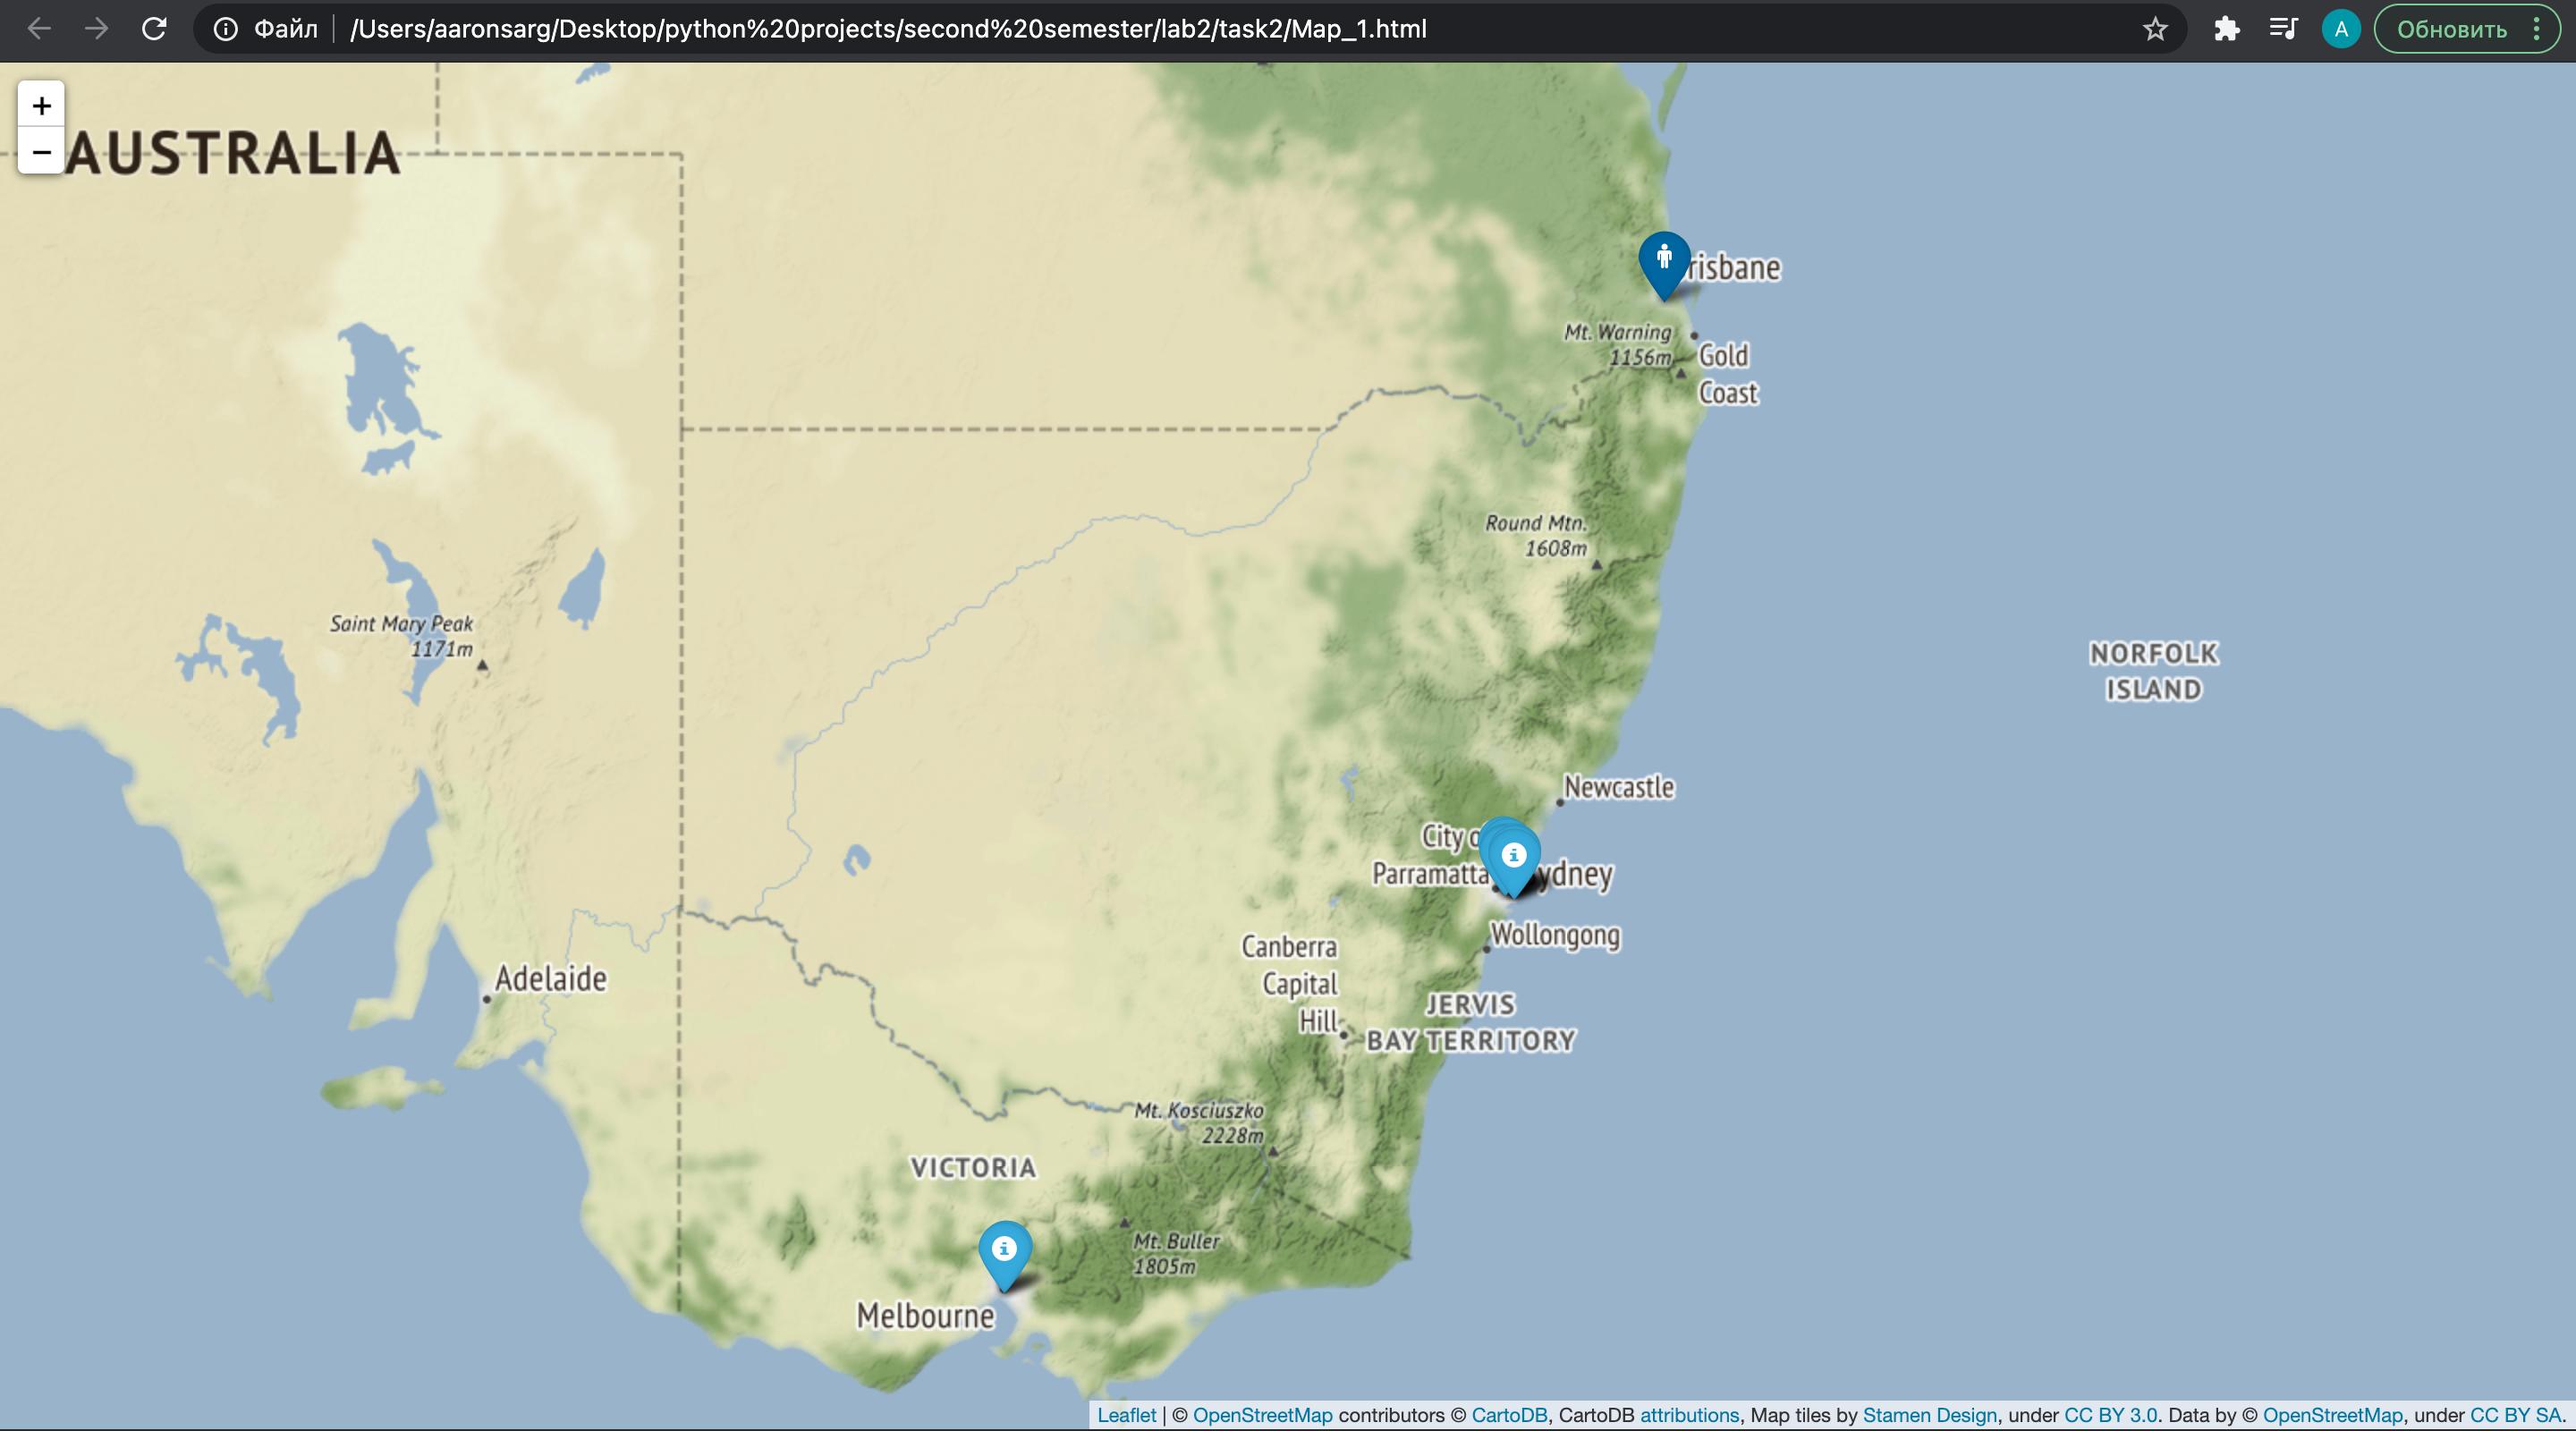 Файл
/Users/aaronsarg/Desktop/python%20projects/second%20semester/lab2/task2/Map_1.html
A
Обновить
+
−
AUSTRALIA
risbane
Mt. Warning
1156m
Gold
Coast
Round Mtn.
1608m
Saint Mary Peak
1171m
NORFOLK
ISLAND
Newcastle
City o
Parramatta
ydney
Wollongong
Canberra
Capital
Hill
Adelaide
JERVIS
BAY TERRITORY
Mt. Kosciuszko
2228m
VICTORIA
Mt. Buller
1805m
Melbourne
Leaflet | © OpenStreetMap contributors © CartoDB, CartoDB attributions, Map tiles by Stamen Design, under CC BY 3.0. Data by © OpenStreetMap, under CC BY SA.